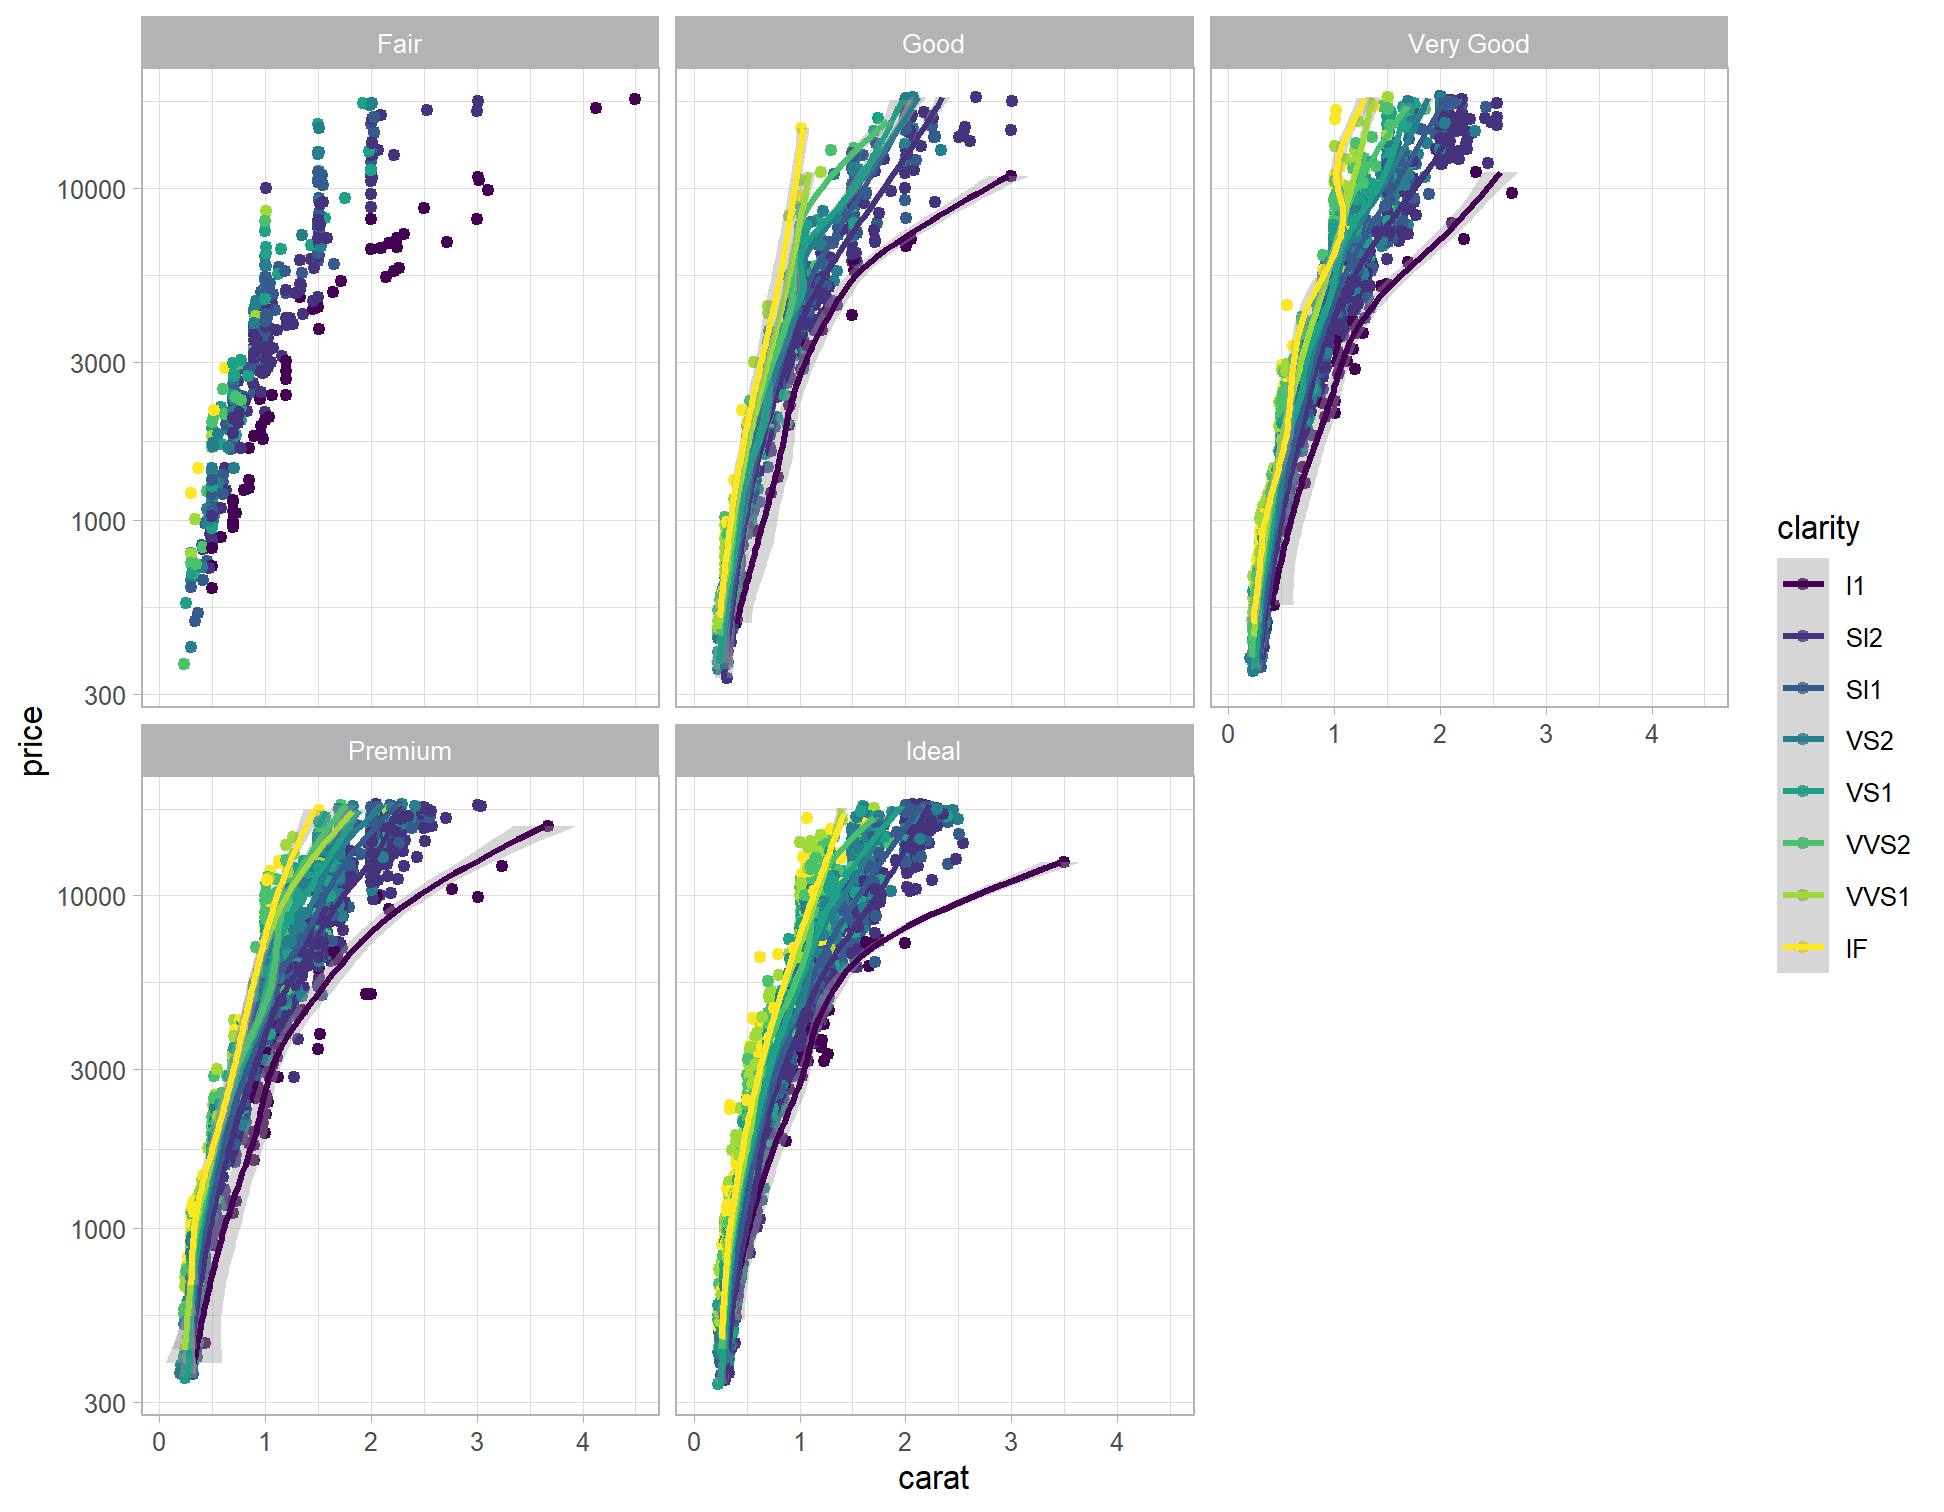 Fair
Good
Very Good
10000
3000
1000
300
0 1 2 3 4
price
Premium
Ideal
10000
3000
1000
300
0 1 2 3 4
0 1 2 3 4
carat
clarity
I1
SI2
SI1
VS2
VS1
VVS2
VVS1
IF